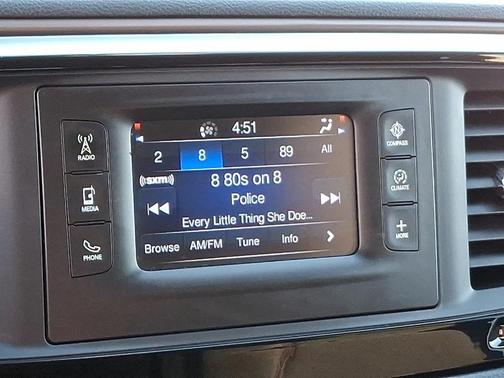 4:51
2 8 5 89 All
((sxm)) 8 80s on 8
Police
Every Little Thing She Doe...
Browse AM/FM Tune Info
RADIO
MEDIA
PHONE
COMPASS
CLIMATE
MORE